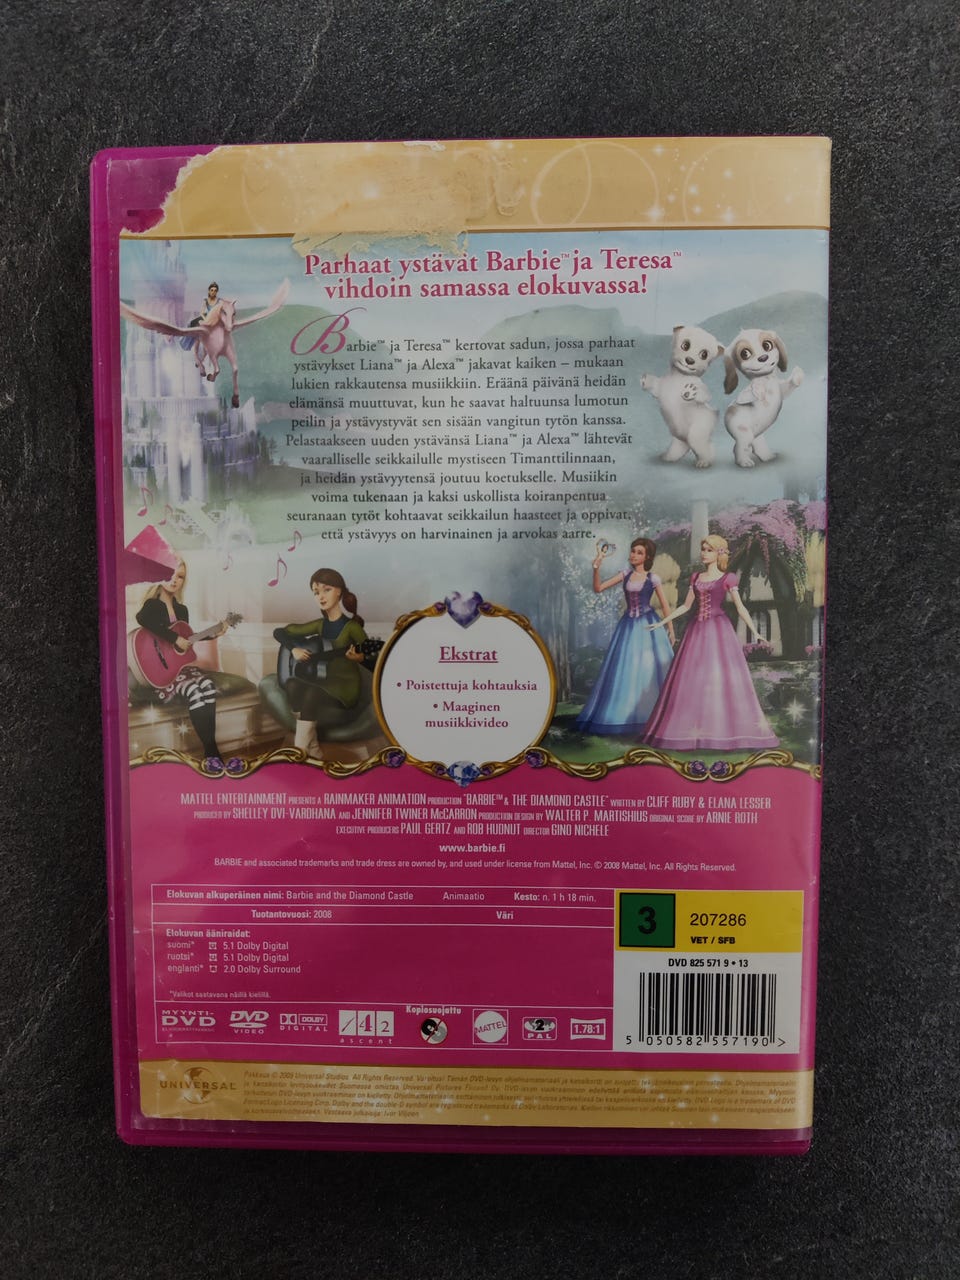 Parhaat ystävät Barbie™ ja Teresa™
vihdoin samassa elokuvassa!
Barbie™ ja Teresa™ kertovat sadun, jossa parhaat
ystävykset Liana™ ja Alexa™ jakavat kaiken – mukaan
lukien rakkautensa musiikkiin. Eräänä päivänä heidän
elämänsä muuttuvat, kun he saavat haltuunsa lumotun
peilin ja ystävystyvät sen sisään vangitun tytön kanssa.
Pelastaakseen uuden ystävänsä Liana™ ja Alexa™ lähtevät
vaaralliselle seikkailulle mystiseen Timanttilinnaan,
ja heidän ystävyytensä joutuu koetukselle. Musiikin
voima tukenaan ja kaksi uskollista koiranpentua
seuranaan tytöt kohtaavat seikkailun haasteet ja oppivat,
että ystävyys on harvinainen ja arvokas aarre.
Ekstrat
• Poistettuja kohtauksia
• Maaginen
musiikkivideo
MATTEL ENTERTAINMENT PRESENTS A RAINMAKER ANIMATION PRODUCTION "BARBIE™ & THE DIAMOND CASTLE" WRITTEN BY CLIFF RUBY & ELANA LESSER
PRODUCED BY SHELLEY DVI-VARDHANA AND JENNIFER TWINER McCARRON PRODUCTION DESIGN BY WALTER P. MARTISHIUS ORIGINAL SCORE BY ARNIE ROTH
EXECUTIVE PRODUCERS PAUL GERTZ AND ROB HUDNUT DIRECTOR GINO NICHELE
www.barbie.fi
BARBIE and associated trademarks and trade dress are owned by, and used under license from Mattel, Inc. © 2008 Mattel, Inc. All Rights Reserved.
Elokuvan alkuperäinen nimi: Barbie and the Diamond Castle Animaatio Kesto: n. 1 h 18 min.
Tuotantovuosi: 2008 Väri
Elokuvan ääniraidat:
suomi* 5.1 Dolby Digital
ruotsi* 5.1 Dolby Digital
englanti* 2.0 Dolby Surround
*Valikot saatavana näillä kielillä.
3 207286
VET / SFB
DVD 825 571 9 • 13
5 050582 557190 >
MYYNTI-
DVD
DVD
VIDEO
DOLBY
DIGITAL
/42
ascent
Kopiosuojattu
MATTEL
2
PAL
1.78:1
UNIVERSAL
Pakkaus © 2009 Universal Studios. All Rights Reserved.